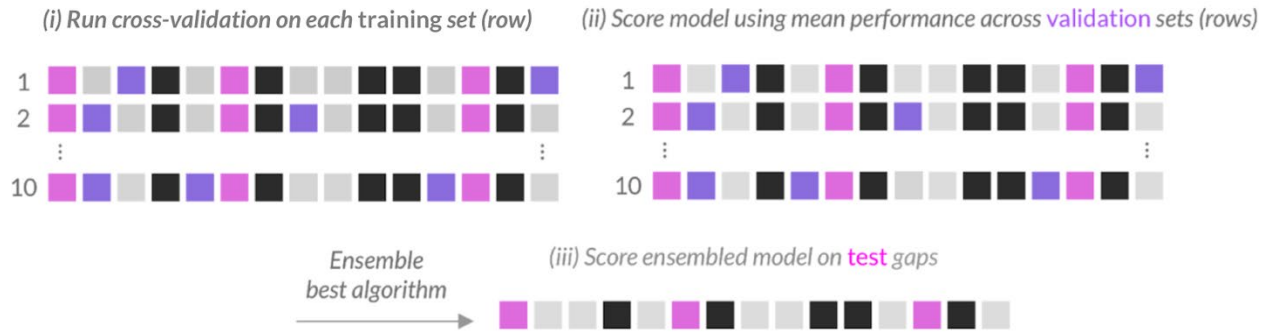 (i) Run cross-validation on each training set (row)
(ii) Score model using mean performance across validation sets (rows)
1
2
10
1
2
10
Ensemble
best algorithm
(iii) Score ensembled model on test gaps